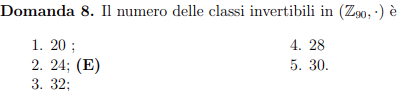 Domanda 8. Il numero delle classi invertibili in (ℤ₉₀, ·) è
1. 20 ;
2. 24; (E)
3. 32;
4. 28
5. 30.